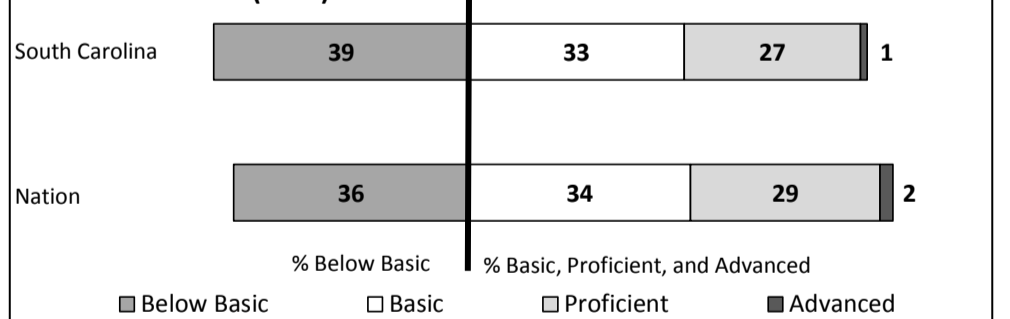 South Carolina 39 33 27 1
Nation 36 34 29 2
% Below Basic % Basic, Proficient, and Advanced
Below Basic Basic Proficient Advanced